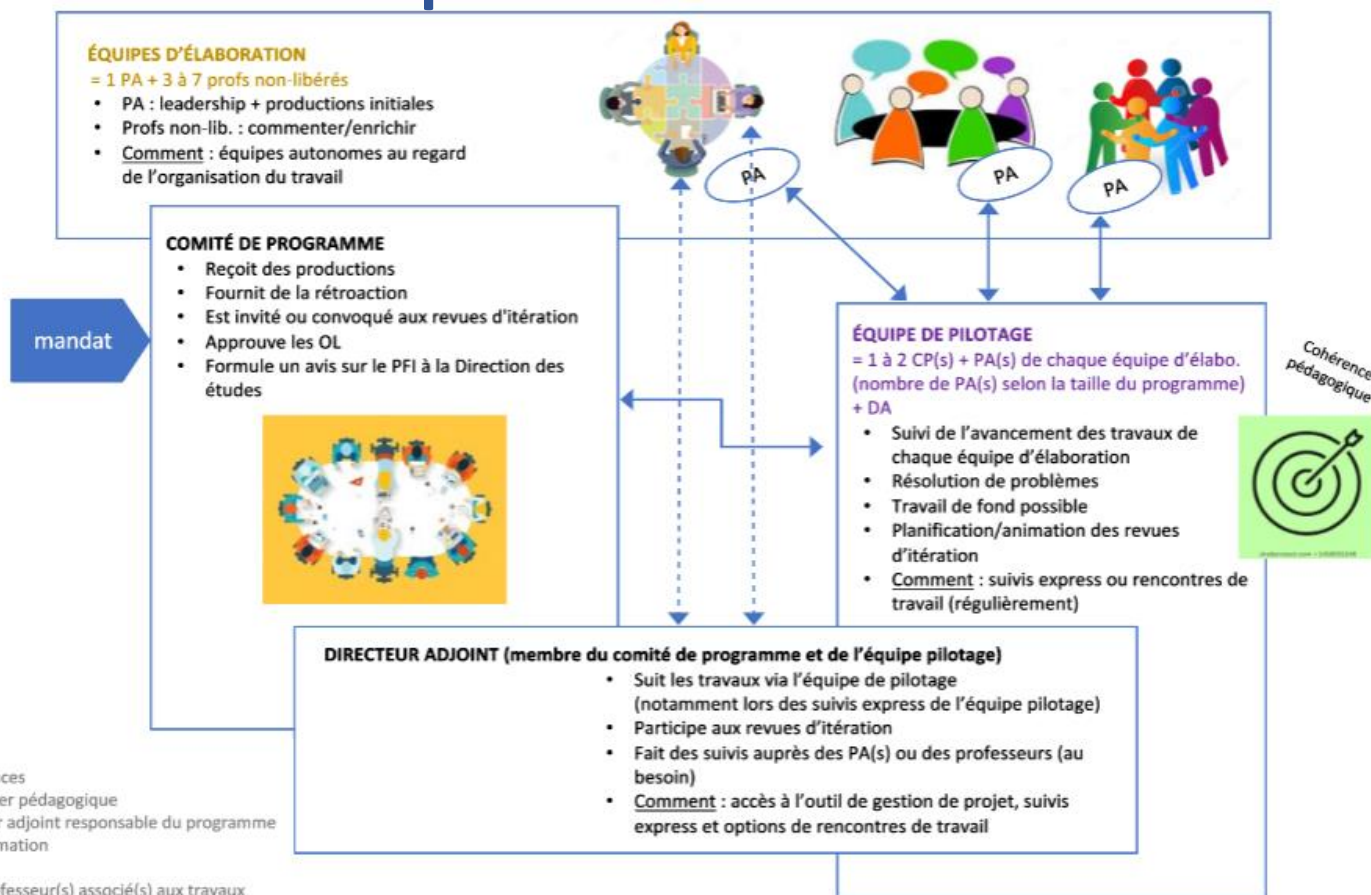 ÉQUIPES D'ÉLABORATION
= 1 PA + 3 à 7 profs non-libérés
• PA : leadership + productions initiales
• Profs non-lib. : commenter/enrichir
• Comment : équipes autonomes au regard
de l'organisation du travail
PA
PA
PA
mandat
COMITÉ DE PROGRAMME
• Reçoit des productions
• Fournit de la rétroaction
• Est invité ou convoqué aux revues d'itération
• Approuve les OL
• Formule un avis sur le PFI à la Direction des
études
ÉQUIPE DE PILOTAGE
= 1 à 2 CP(s) + PA(s) de chaque équipe d'élabo.
(nombre de PA(s) selon la taille du programme)
+ DA
• Suivi de l'avancement des travaux de
chaque équipe d'élaboration
• Résolution de problèmes
• Travail de fond possible
• Planification/animation des revues
d'itération
• Comment : suivis express ou rencontres de
travail (régulièrement)
Cohérence
pédagogique
DIRECTEUR ADJOINT (membre du comité de programme et de l'équipe pilotage)
• Suit les travaux via l'équipe de pilotage
(notamment lors des suivis express de l'équipe pilotage)
• Participe aux revues d'itération
• Fait des suivis auprès des PA(s) ou des professeurs (au
besoin)
• Comment : accès à l'outil de gestion de projet, suivis
express et options de rencontres de travail
ces
er pédagogique
r adjoint responsable du programme
mation
fesseur(s) associé(s) aux travaux